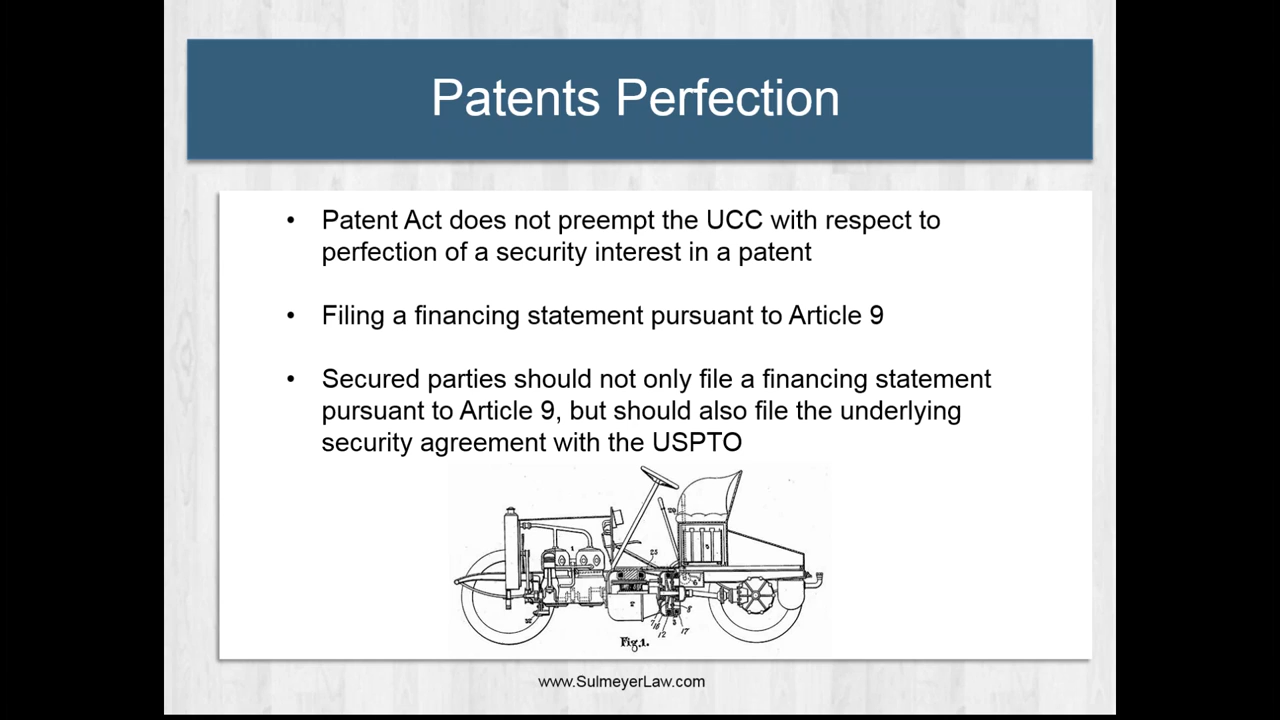 Patents Perfection
• Patent Act does not preempt the UCC with respect to
perfection of a security interest in a patent
• Filing a financing statement pursuant to Article 9
• Secured parties should not only file a financing statement
pursuant to Article 9, but should also file the underlying
security agreement with the USPTO
Fig.1.
www.SulmeyerLaw.com